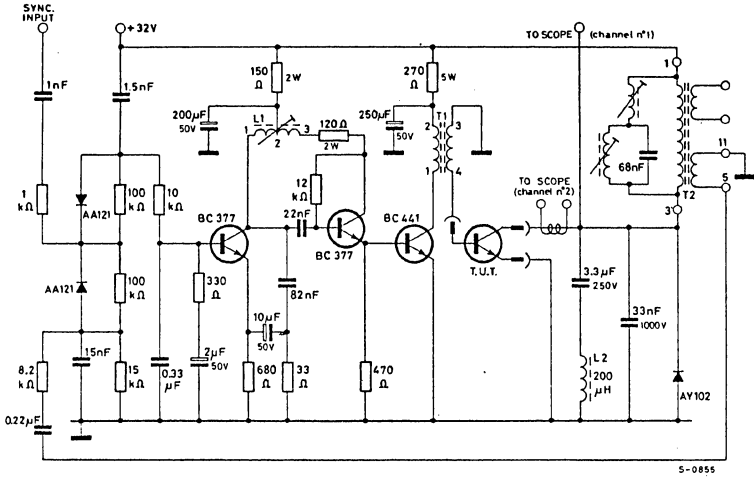 SYNC.
INPUT
+32V
TO SCOPE (channel n°1)
1nF
1.5nF
150
Ω
2W
270
Ω
5W
1
200µF
50V
L1
1
2
3
120Ω
2W
250µF
50V
T1
2
3
1
4
68nF
11
5
T2
3
1
kΩ
AA121
100
kΩ
10
kΩ
12
kΩ
BC 377
22nF
BC 377
BC 441
TO SCOPE
(channel n°2)
T.U.T.
AA121
100
kΩ
330
Ω
82nF
3.3µF
250V
33nF
1000V
10µF
50V
8.2
kΩ
15nF
15
kΩ
0.33
µF
2µF
50V
680
Ω
33
Ω
470
Ω
L2
200
µH
AY102
0.22µF
S-0855